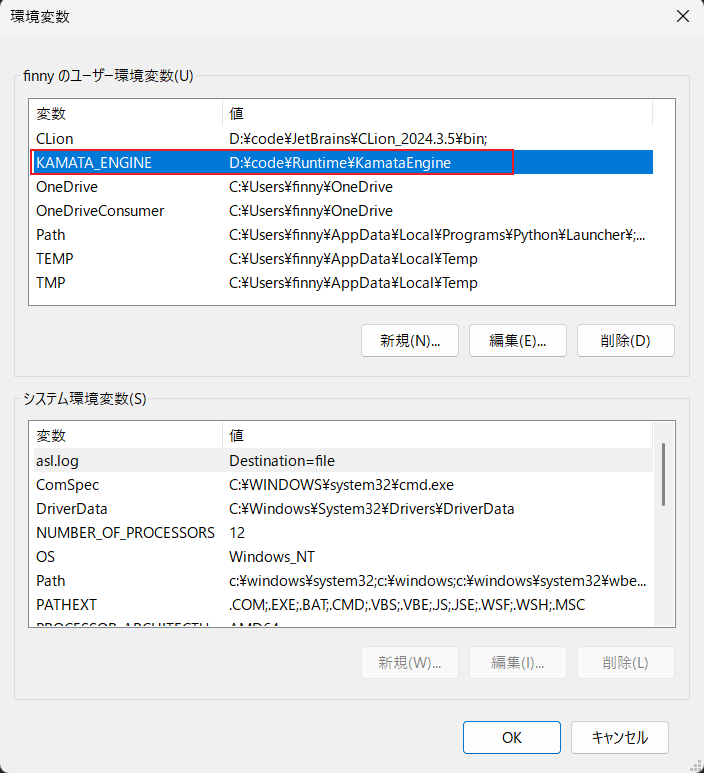 環境変数
finny のユーザー環境変数(U)
変数 値
CLion D:¥code¥JetBrains¥CLion_2024.3.5¥bin;
KAMATA_ENGINE D:¥code¥Runtime¥KamataEngine
OneDrive C:¥Users¥finny¥OneDrive
OneDriveConsumer C:¥Users¥finny¥OneDrive
Path C:¥Users¥finny¥AppData¥Local¥Programs¥Python¥Launcher¥;...
TEMP C:¥Users¥finny¥AppData¥Local¥Temp
TMP C:¥Users¥finny¥AppData¥Local¥Temp
新規(N)... 編集(E)... 削除(D)
システム環境変数(S)
変数 値
asl.log Destination=file
ComSpec C:¥WINDOWS¥system32¥cmd.exe
DriverData C:¥Windows¥System32¥Drivers¥DriverData
NUMBER_OF_PROCESSORS 12
OS Windows_NT
Path c:¥windows¥system32;c:¥windows;c:¥windows¥system32¥wbe...
PATHEXT .COM;.EXE;.BAT;.CMD;.VBS;.VBE;.JS;.JSE;.WSF;.WSH;.MSC
PROCESSOR_ARCHITECTU AMD64
新規(W)... 編集(I)... 削除(L)
OK キャンセル